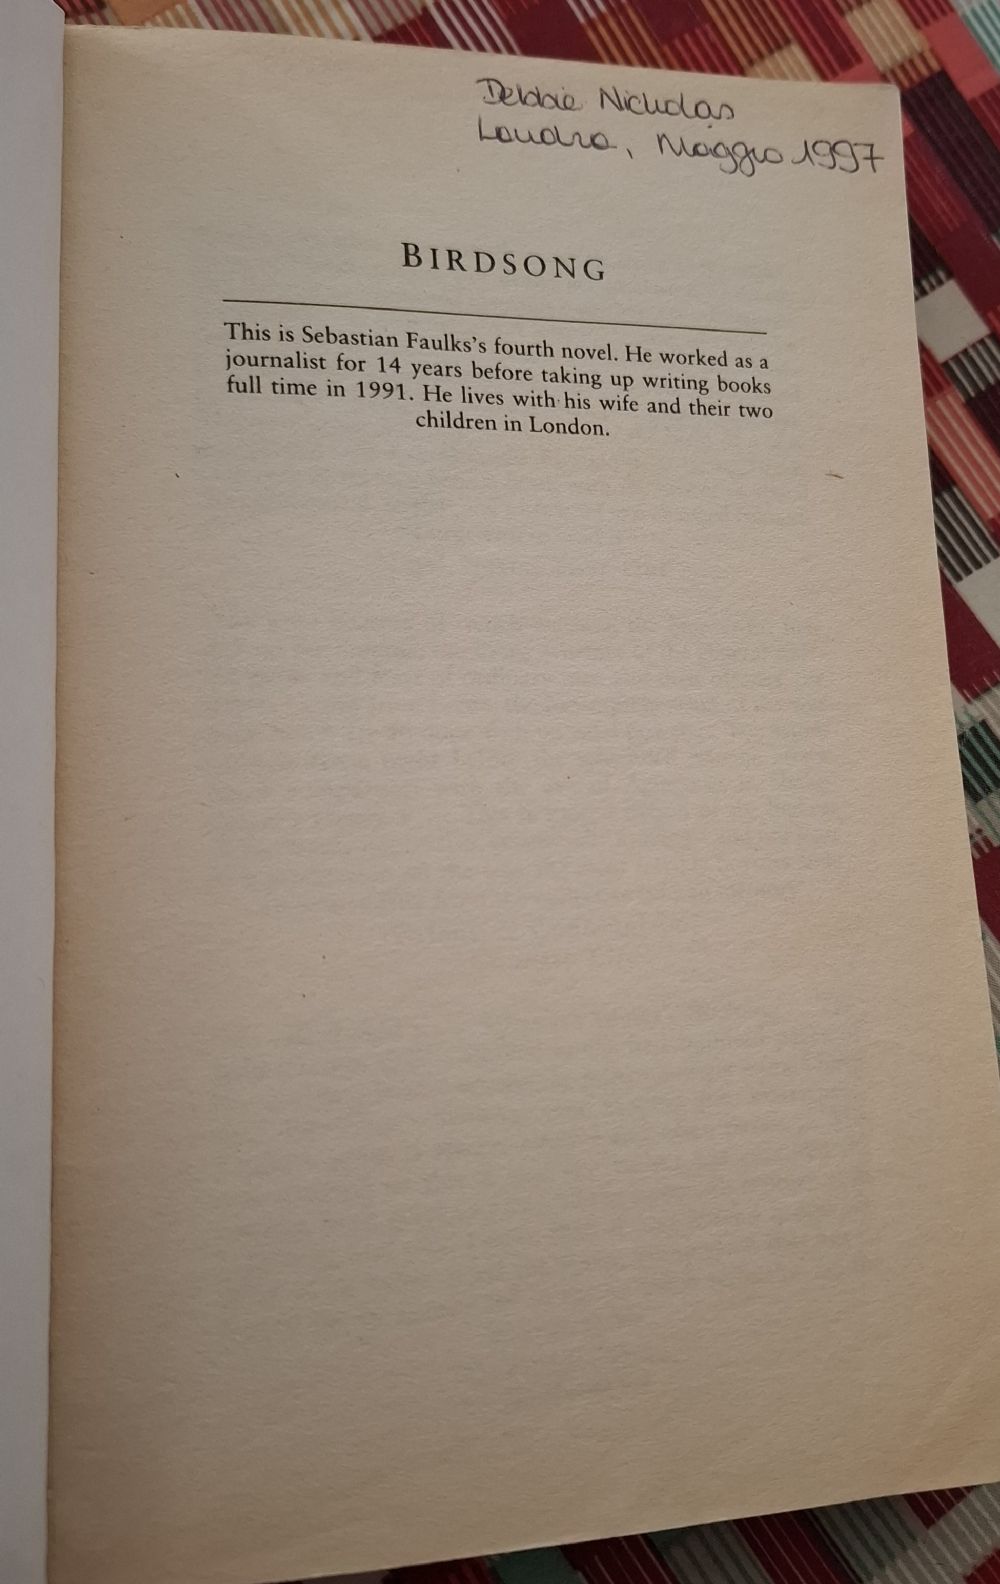 Debbie Nicholas
Londra, Maggio 1997
BIRDSONG
This is Sebastian Faulks's fourth novel. He worked as a
journalist for 14 years before taking up writing books
full time in 1991. He lives with his wife and their two
children in London.